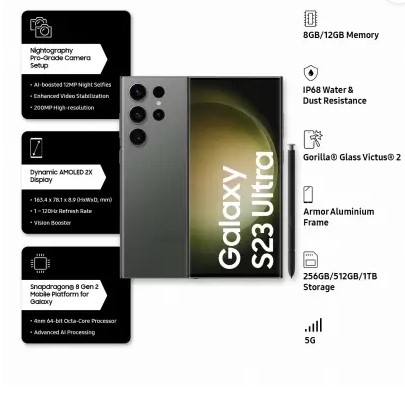 Nightography
Pro-Grade Camera
Setup
• AI-boosted 12MP Night Selfies
• Enhanced Video Stabilization
• 200MP High-resolution
Dynamic AMOLED 2X
Display
• 163.4 x 78.1 x 8.9 (HxWxD, mm)
• 1 ~ 120Hz Refresh Rate
• Vision Booster
Snapdragon® 8 Gen 2
Mobile Platform for
Galaxy
• 4nm 64-bit Octa-Core Processor
• Advanced AI Processing
Galaxy
S23 Ultra
8GB/12GB Memory
IP68 Water &
Dust Resistance
Gorilla® Glass Victus® 2
Armor Aluminium
Frame
256GB/512GB/1TB
Storage
5G